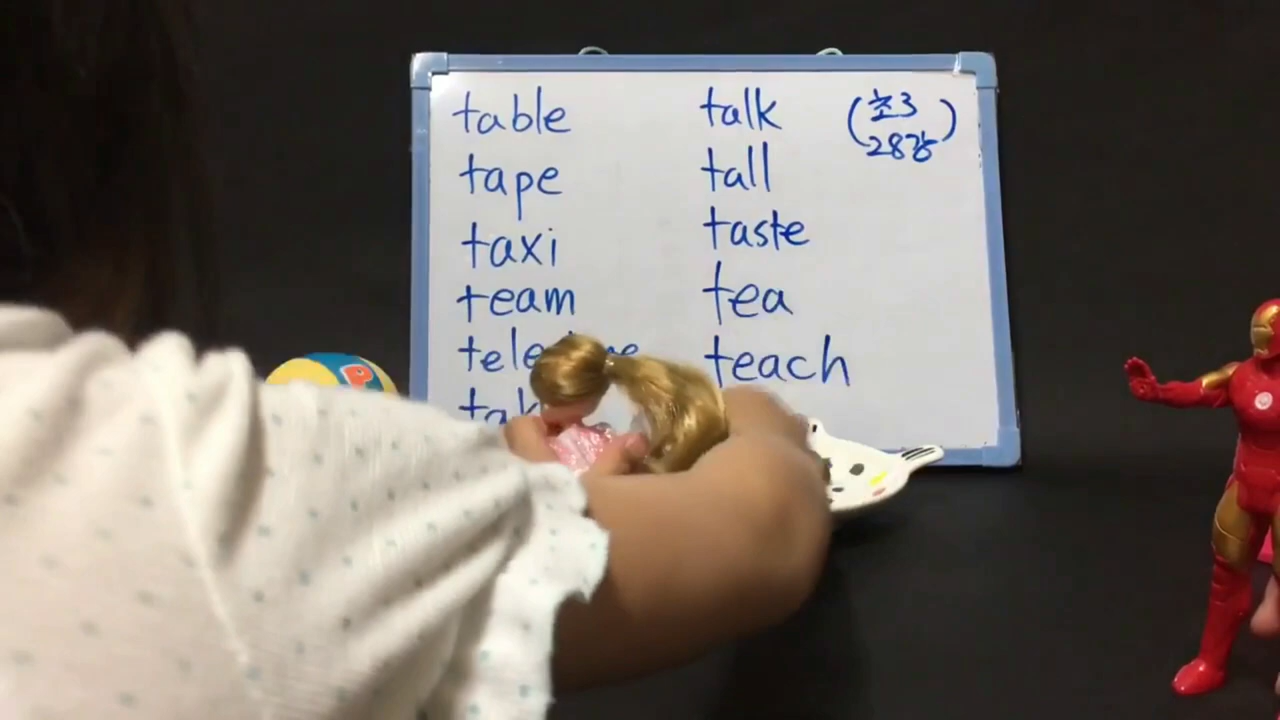 table
tape
taxi
team
talk
tall
taste
tea
teach
(초3
28강)
P